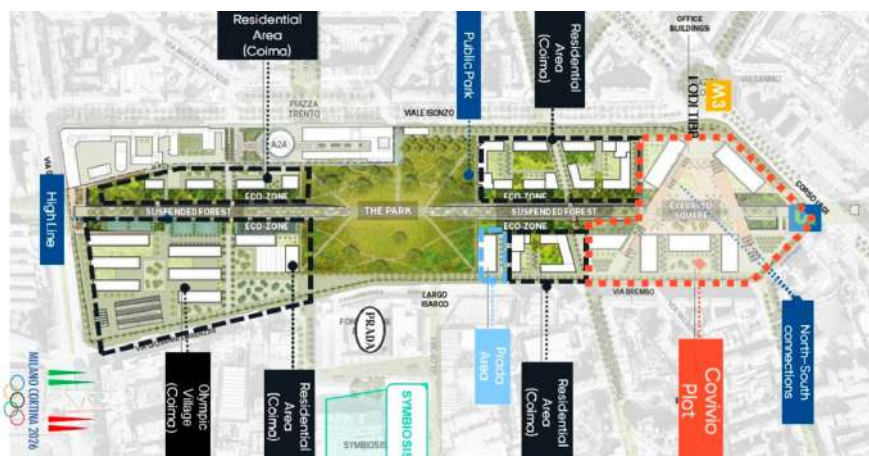 Residential
Area
(Coima)
Public Park
Residential
Area
(Coima)
OFFICE
BUILDINGS
M3
LODI TIBB
PIAZZA
TRENTO
VIALE ISONZO
A2A
High Line
ECO-ZONE
ECO-ZONE
SUSPENDED FOREST
THE PARK
SUSPENDED FOREST
SQUARE
CORSO LODI
ECO-ZONE
ECO-ZONE
VIA BREMBO
LARGO
ISARCO
PRADA
MILANO CORTINA 2026
Olympic
Village
(Coima)
Residential
Area
(Coima)
SYMBIOSIS
SYMBIOSIS
Prada
Area
Residential
Area
(Coima)
Covivio
Plot
North-South
connections